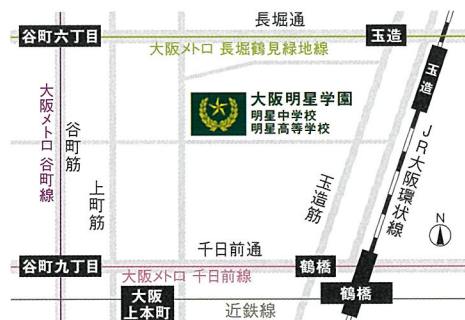 長堀通
谷町六丁目
玉造
大阪メトロ 長堀鶴見緑地線
玉造
大阪明星学園
明星中学校
明星高等学校
大阪メトロ 谷町線
谷町筋
上町筋
玉造筋
JR大阪環状線
N
千日前通
谷町九丁目
鶴橋
大阪メトロ 千日前線
大阪
上本町
鶴橋
近鉄線